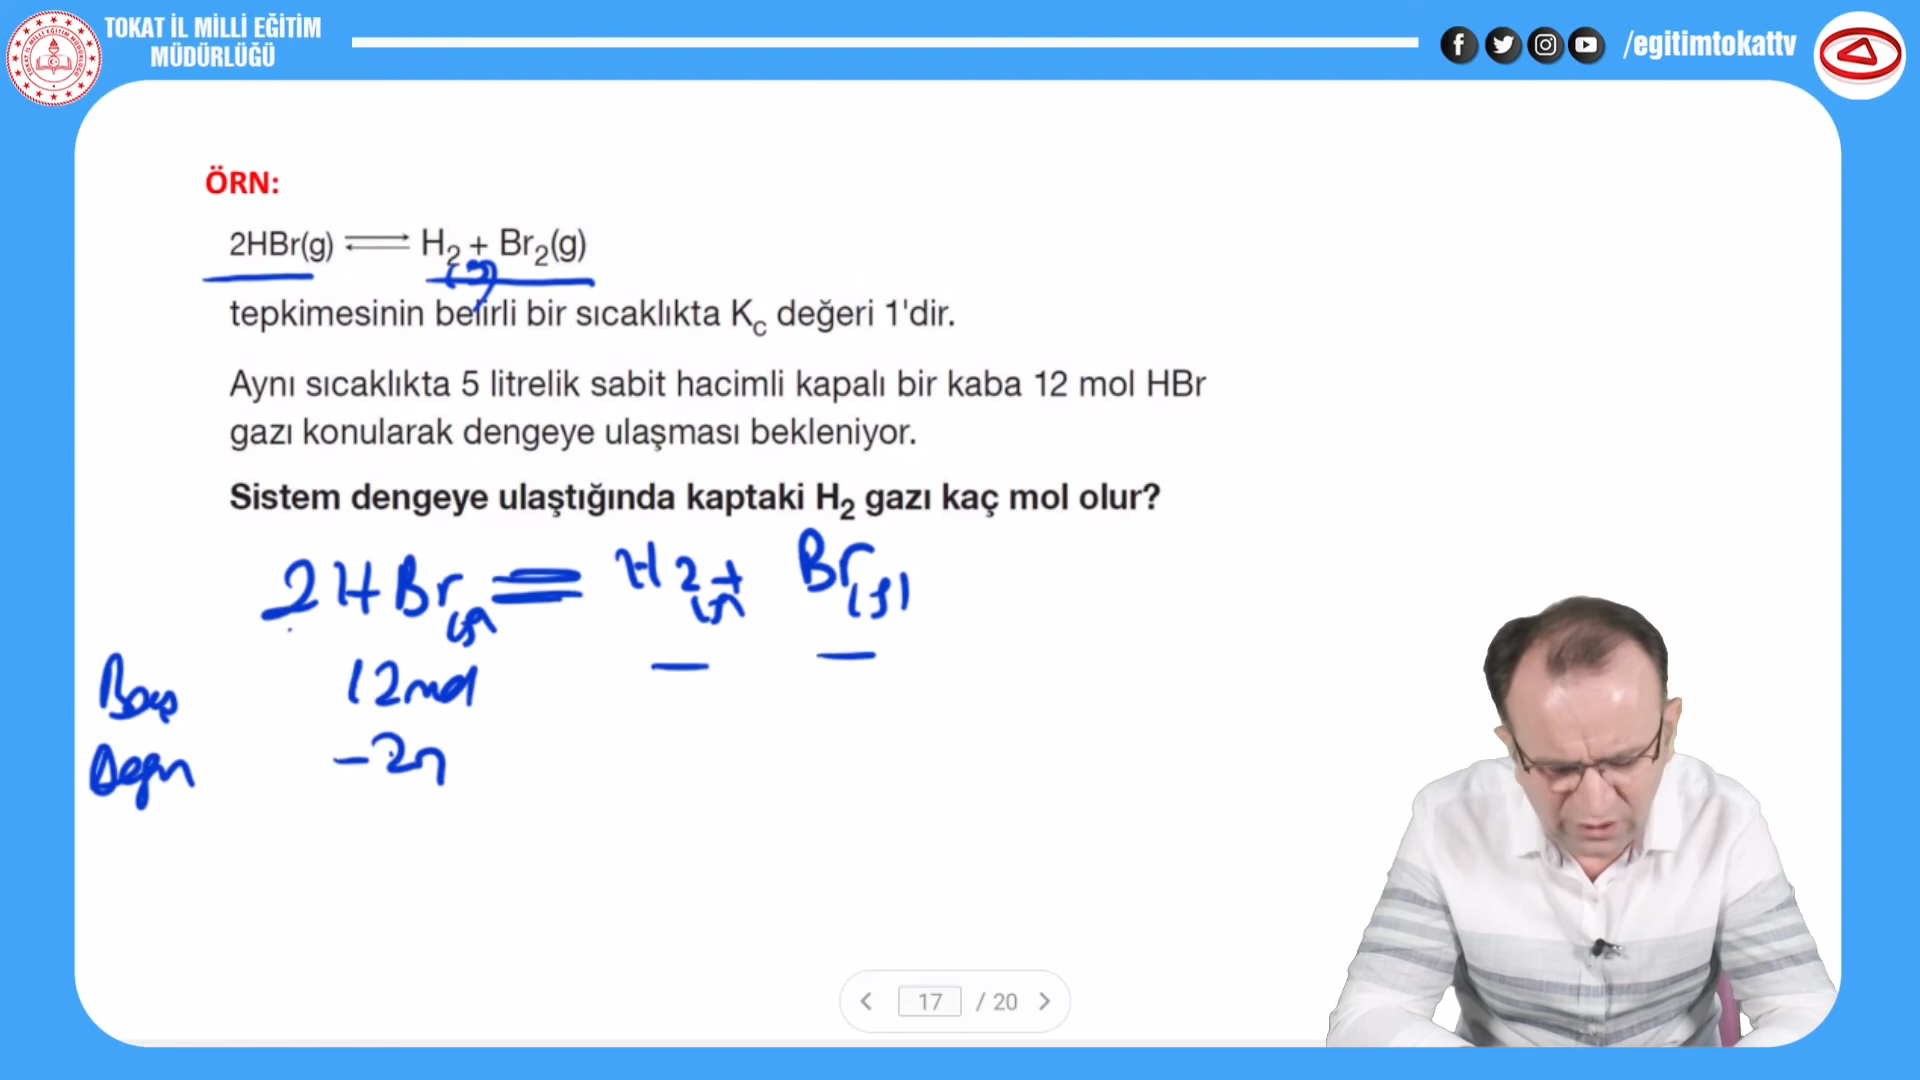 TOKAT İL MİLLİ EĞİTİM
MÜDÜRLÜĞÜ
/egitimtokattv
ÖRN:
2HBr(g) ⇌ H₂ + Br₂(g)
(g)
tepkimesinin belirli bir sıcaklıkta K꜀ değeri 1'dir.
Aynı sıcaklıkta 5 litrelik sabit hacimli kapalı bir kaba 12 mol HBr
gazı konularak dengeye ulaşması bekleniyor.
Sistem dengeye ulaştığında kaptaki H₂ gazı kaç mol olur?
2HBr(g) ⇌ H2(g) + Br(g)
Baş 12mol — —
Değ -2n
17 / 20